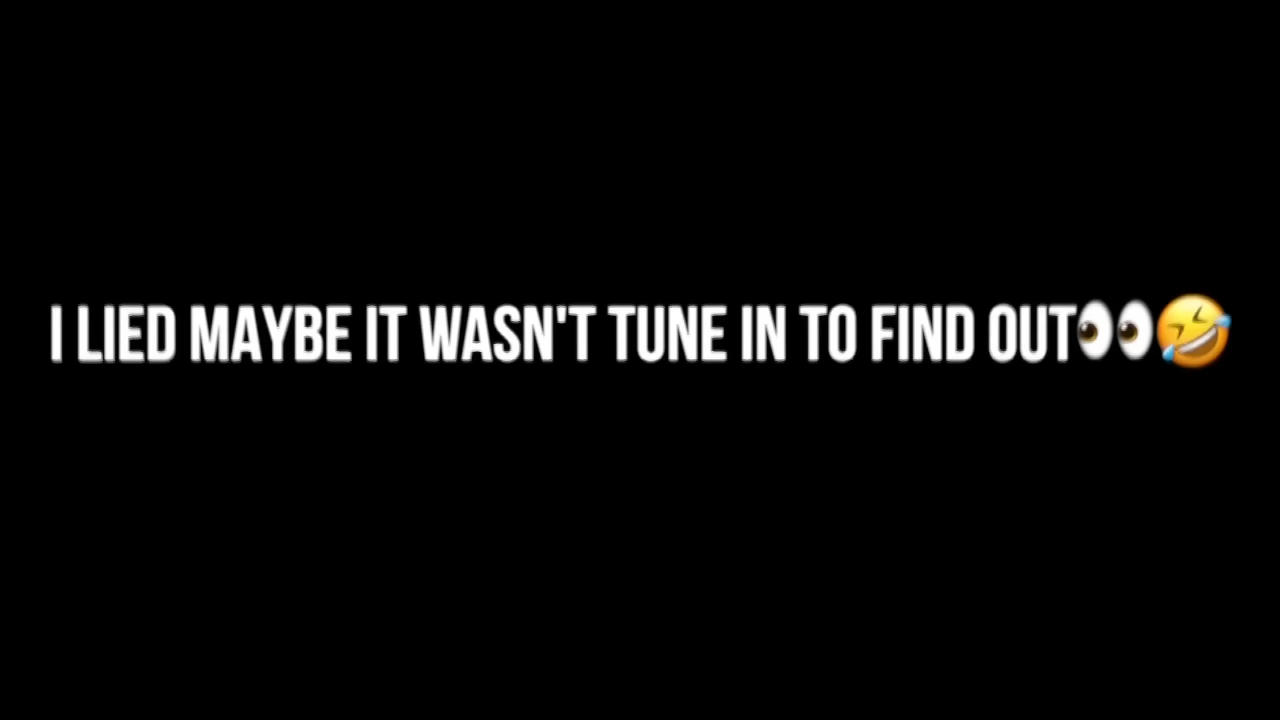 I LIED MAYBE IT WASN'T TUNE IN TO FIND OUT👀🤣